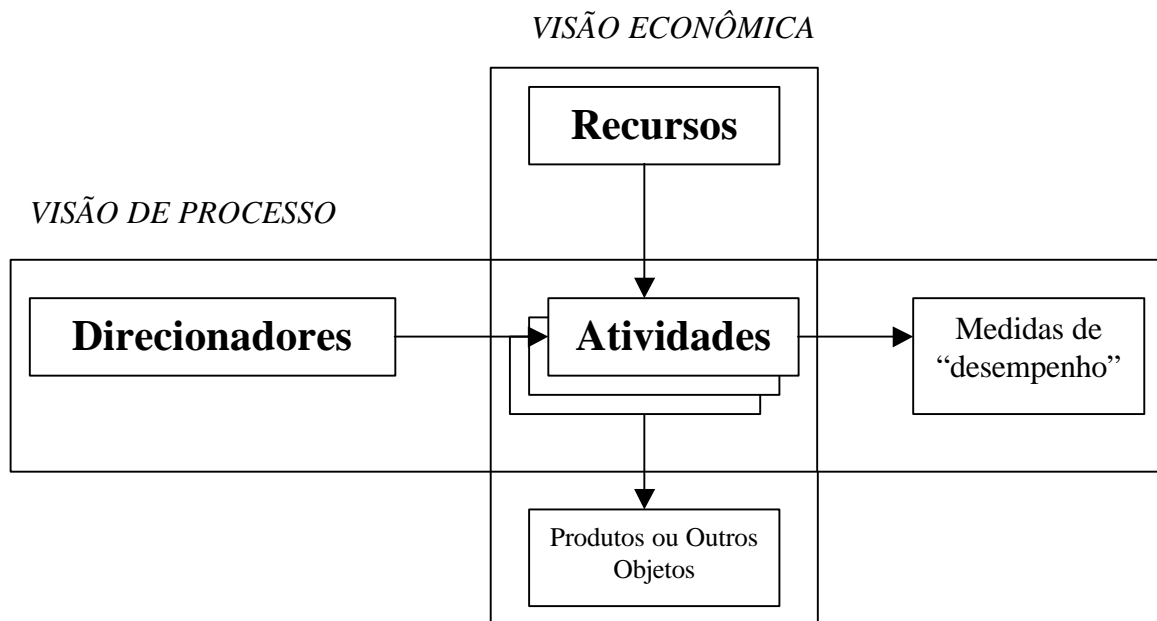 VISÃO ECONÔMICA
Recursos
VISÃO DE PROCESSO
Direcionadores
Atividades
Medidas de
“desempenho”
Produtos ou Outros
Objetos